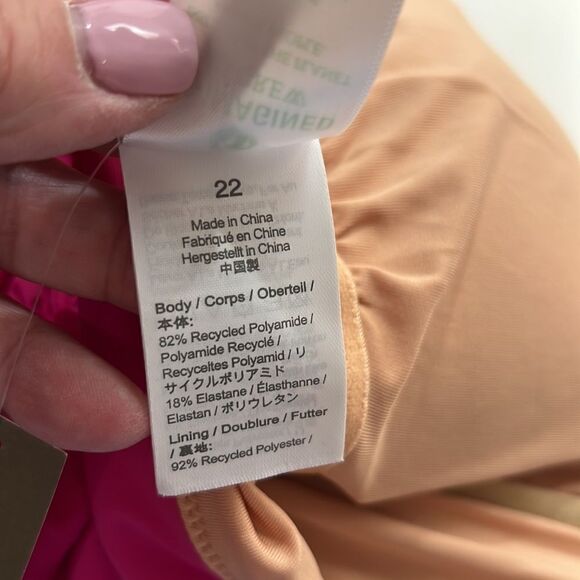 22
Made in China
Fabriqué en Chine
Hergestellt in China
中国製
Body / Corps / Oberteil /
本体:
82% Recycled Polyamide /
Polyamide Recyclé /
Recyceltes Polyamid / リ
サイクルポリアミド
18% Elastane / Élasthanne /
Elastan / ポリウレタン
Lining / Doublure / Futter
/ 裏地:
92% Recycled Polyester /